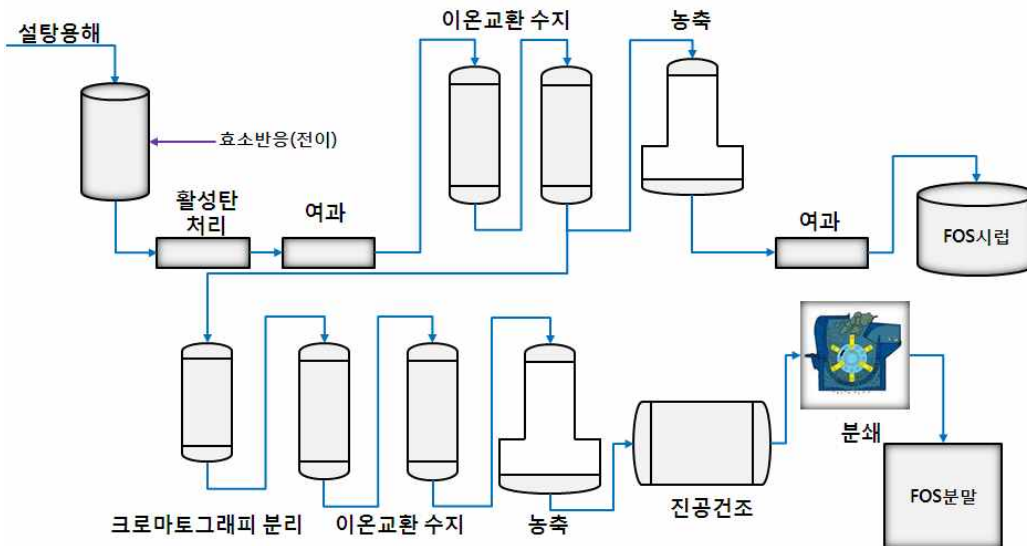 설탕용해
효소반응(전이)
활성탄
처리
여과
이온교환 수지
농축
여과
FOS시럽
크로마토그래피 분리
이온교환 수지
농축
진공건조
분쇄
FOS분말